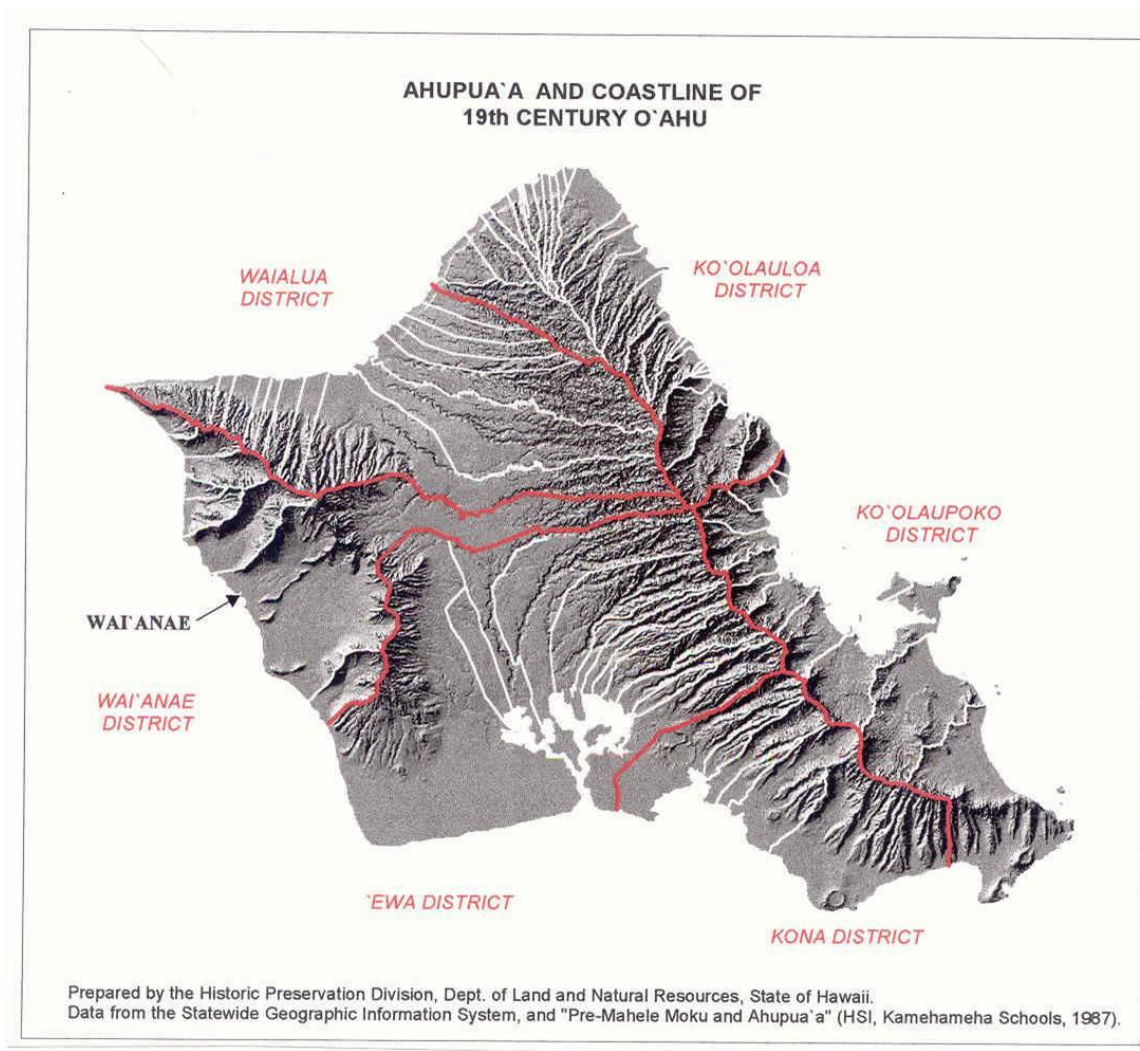 AHUPUA`A AND COASTLINE OF
19th CENTURY O`AHU
WAIALUA
DISTRICT
KO`OLAULOA
DISTRICT
KO`OLAUPOKO
DISTRICT
WAI`ANAE
WAI`ANAE
DISTRICT
`EWA DISTRICT
KONA DISTRICT
Prepared by the Historic Preservation Division, Dept. of Land and Natural Resources, State of Hawaii.
Data from the Statewide Geographic Information System, and "Pre-Mahele Moku and Ahupua`a" (HSI, Kamehameha Schools, 1987).